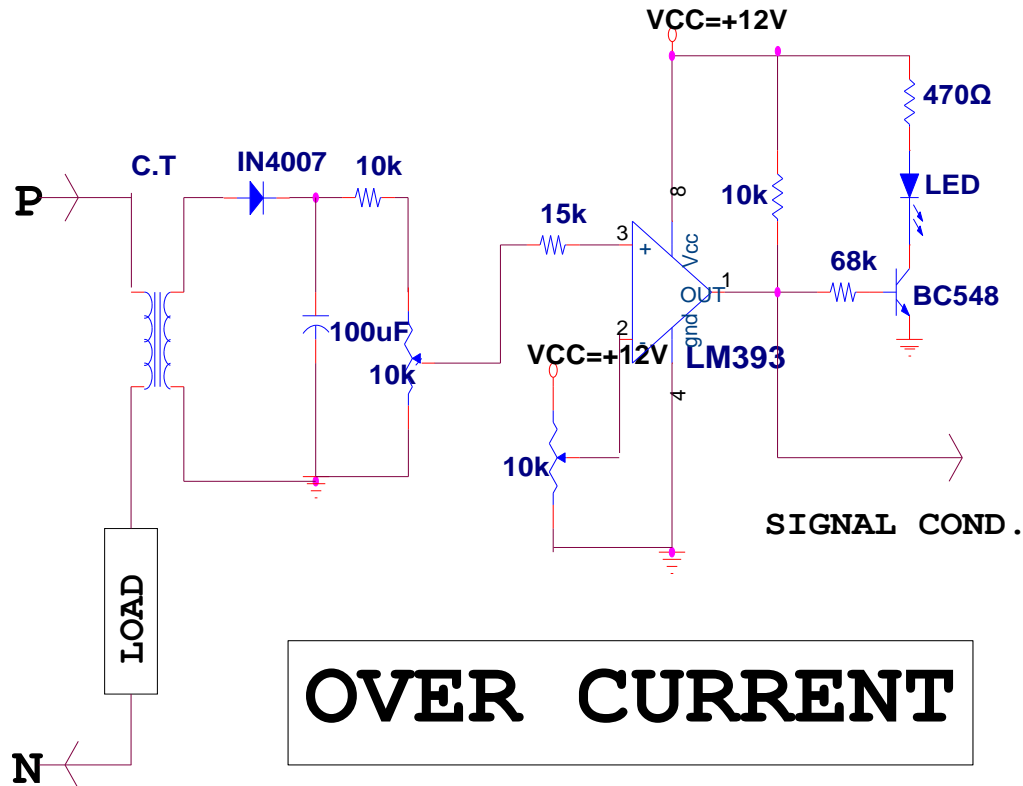 VCC=+12V
470Ω
C.T
IN4007
10k
P
8
10k
LED
15k
3
+
Vcc
68k
1
OUT
BC548
100uF
2
-
gnd
VCC=+12V
LM393
10k
4
10k
SIGNAL COND.
LOAD
OVER CURRENT
N